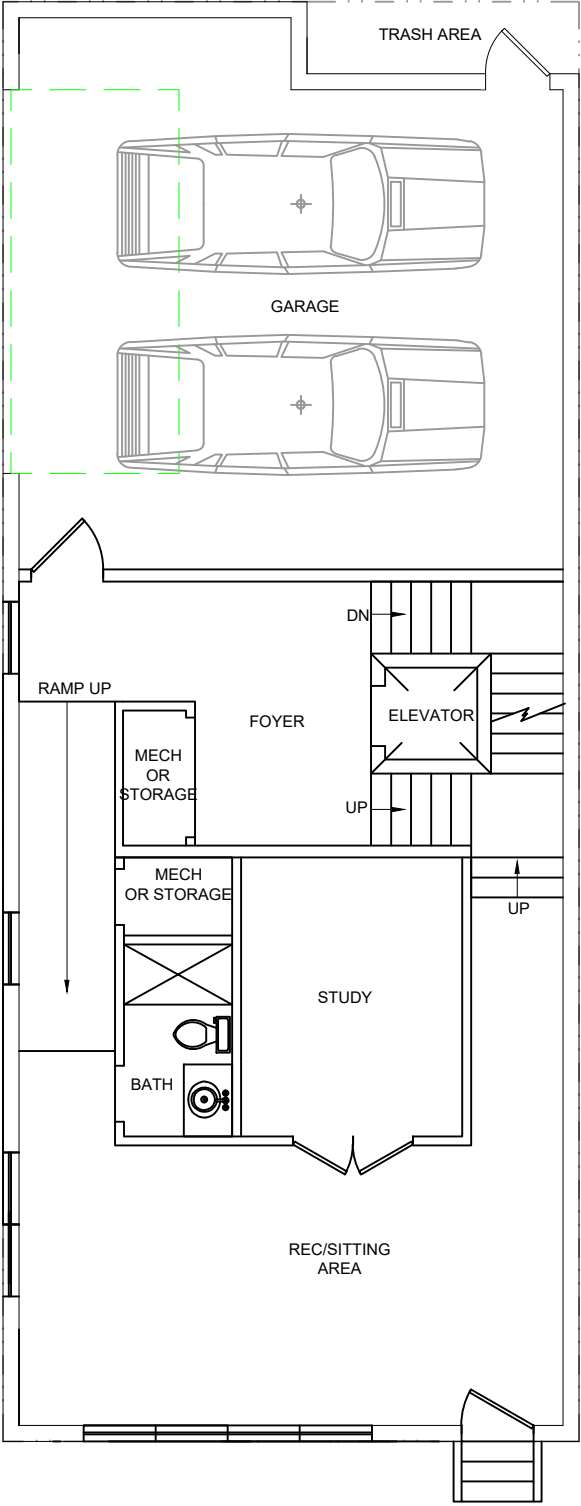 TRASH AREA
GARAGE
DN
RAMP UP
FOYER
ELEVATOR
MECH
OR
STORAGE
UP
MECH
OR STORAGE
UP
STUDY
BATH
REC/SITTING
AREA